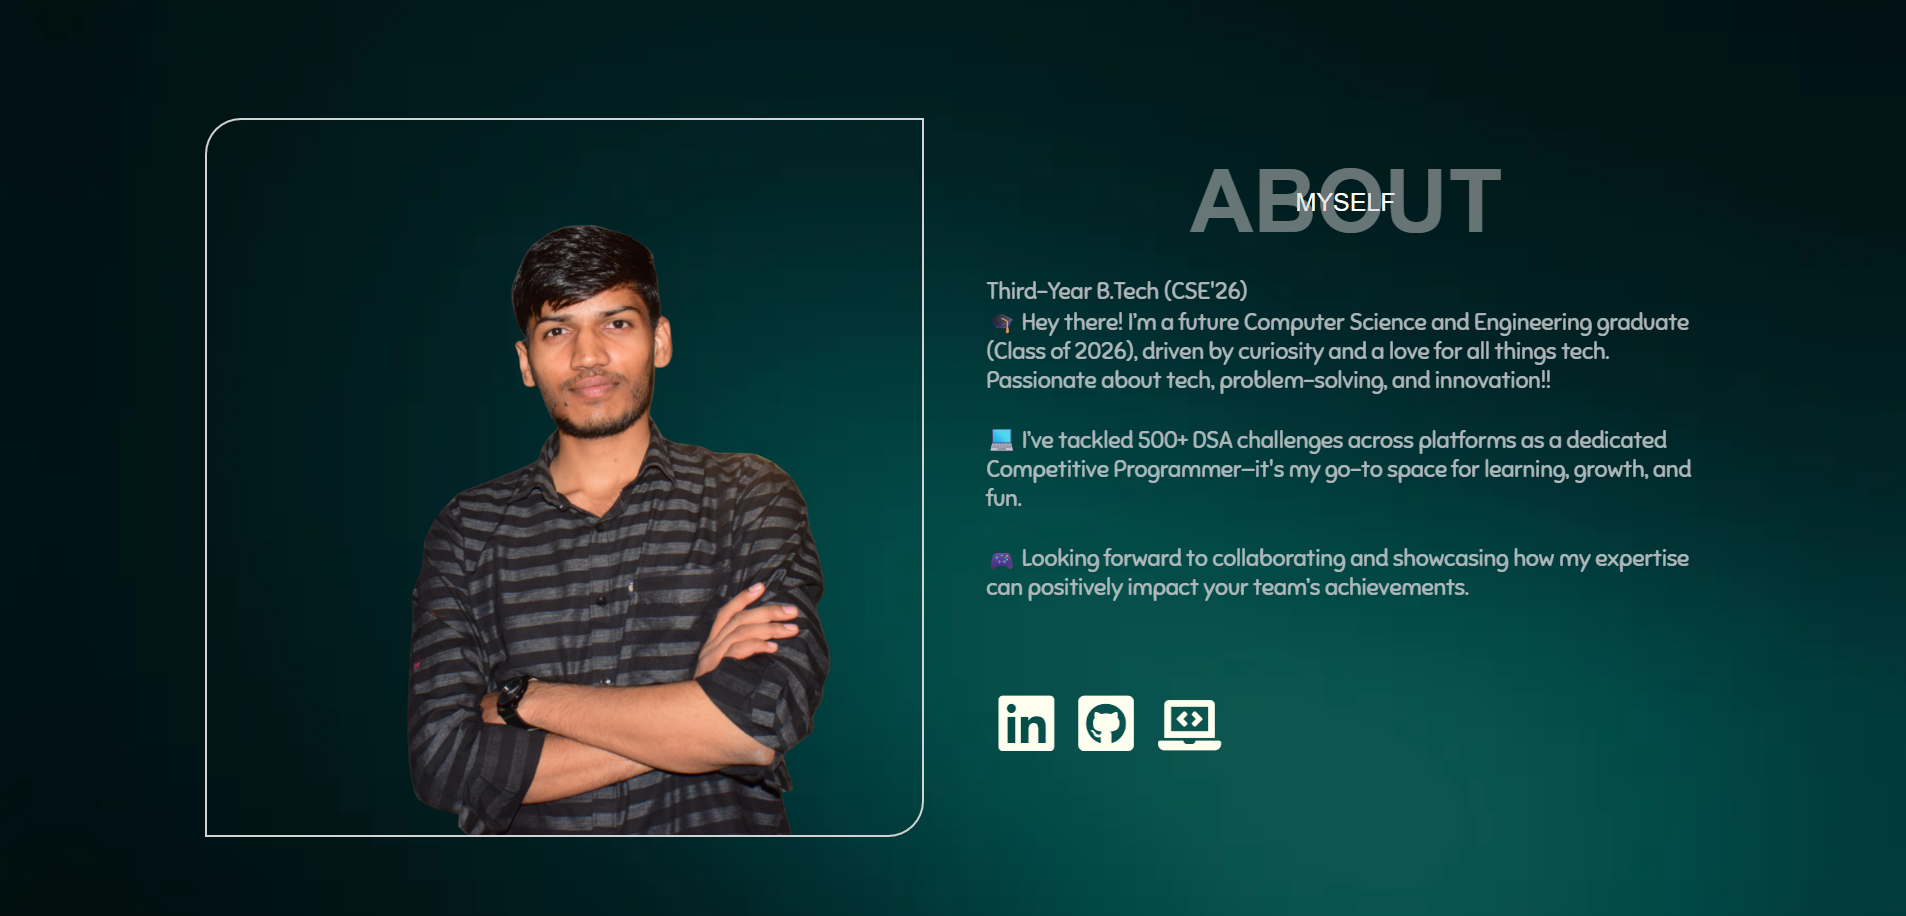 ABOUT
MYSELF
Third-Year B.Tech (CSE'26)
🎓 Hey there! I’m a future Computer Science and Engineering graduate
(Class of 2026), driven by curiosity and a love for all things tech.
Passionate about tech, problem-solving, and innovation!!
💻 I’ve tackled 500+ DSA challenges across platforms as a dedicated
Competitive Programmer—it's my go-to space for learning, growth, and
fun.
🎮 Looking forward to collaborating and showcasing how my expertise
can positively impact your team’s achievements.
in